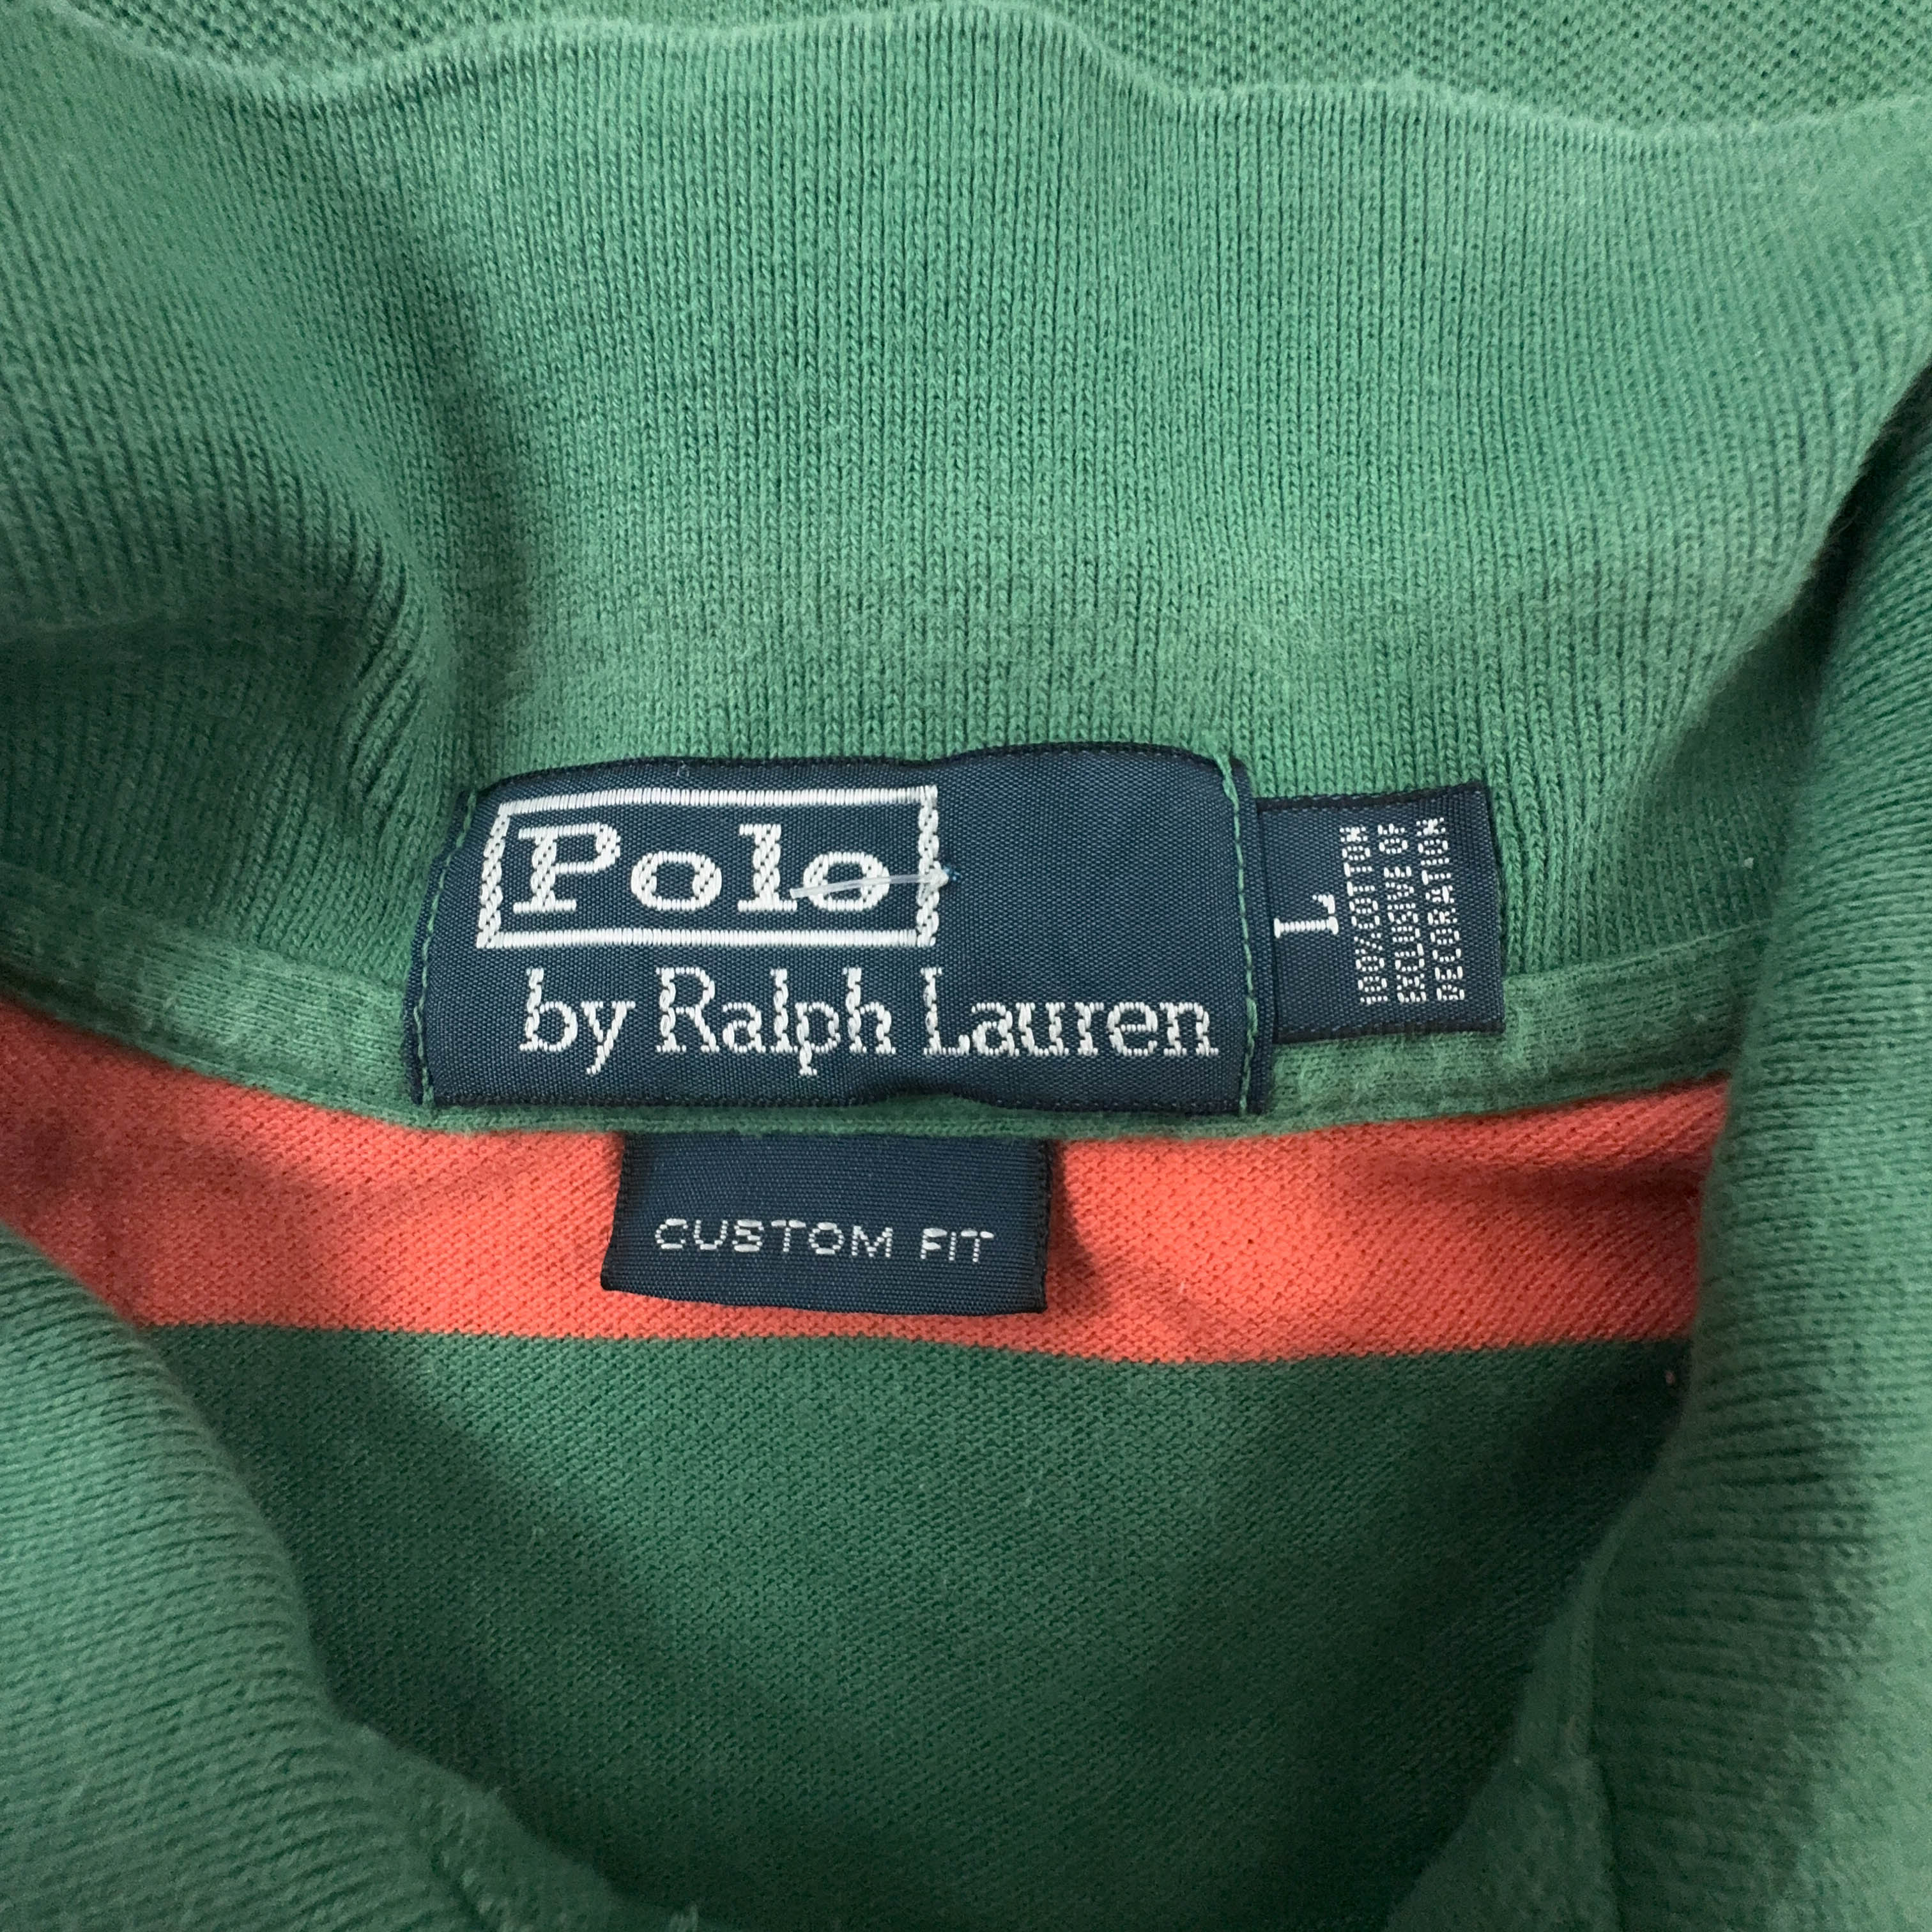 Polo
by Ralph Lauren
L
100% COTTON
EXCLUSIVE OF
DECORATION
CUSTOM FIT